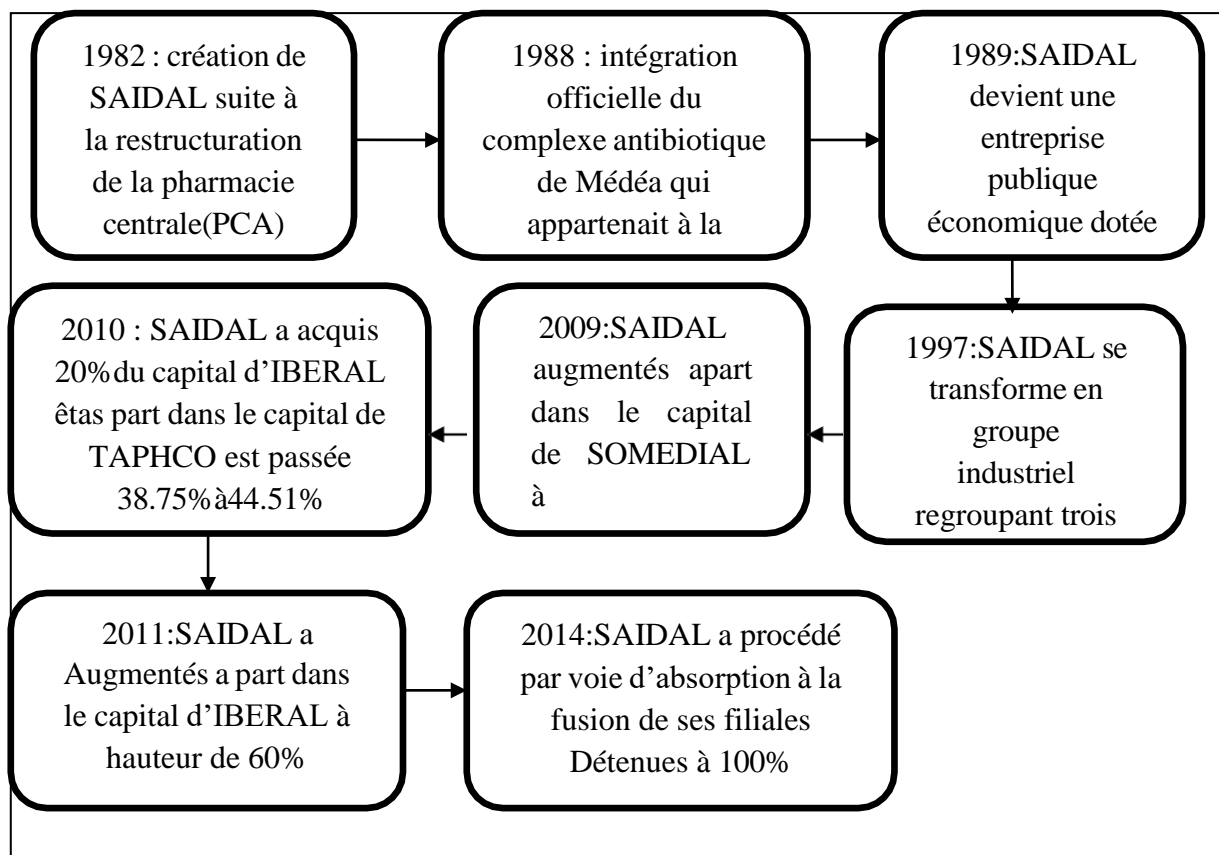 1982 : création de
SAIDAL suite à
la restructuration
de la pharmacie
centrale(PCA)
1988 : intégration
officielle du
complexe antibiotique
de Médéa qui
appartenait à la
1989:SAIDAL
devient une
entreprise
publique
économique dotée
1997:SAIDAL se
transforme en
groupe
industriel
regroupant trois
2009:SAIDAL
augmentés apart
dans le capital
de SOMEDIAL
à
2010 : SAIDAL a acquis
20%du capital d’IBERAL
êtas part dans le capital de
TAPHCO est passée
38.75%à44.51%
2011:SAIDAL a
Augmentés a part dans
le capital d’IBERAL à
hauteur de 60%
2014:SAIDAL a procédé
par voie d’absorption à la
fusion de ses filiales
Détenues à 100%